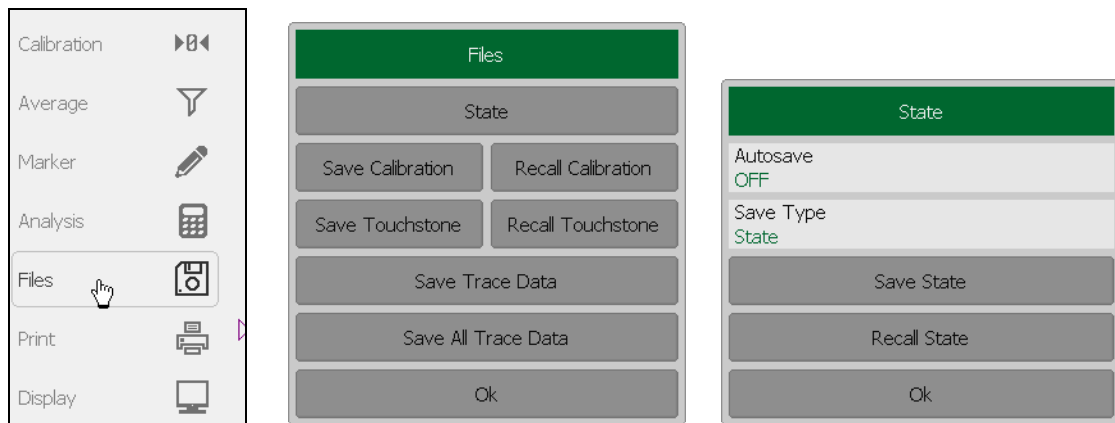 Calibration
Average
Marker
Analysis
Files
Print
Display
Files
State
Save Calibration
Recall Calibration
Save Touchstone
Recall Touchstone
Save Trace Data
Save All Trace Data
Ok
State
Autosave
OFF
Save Type
State
Save State
Recall State
Ok